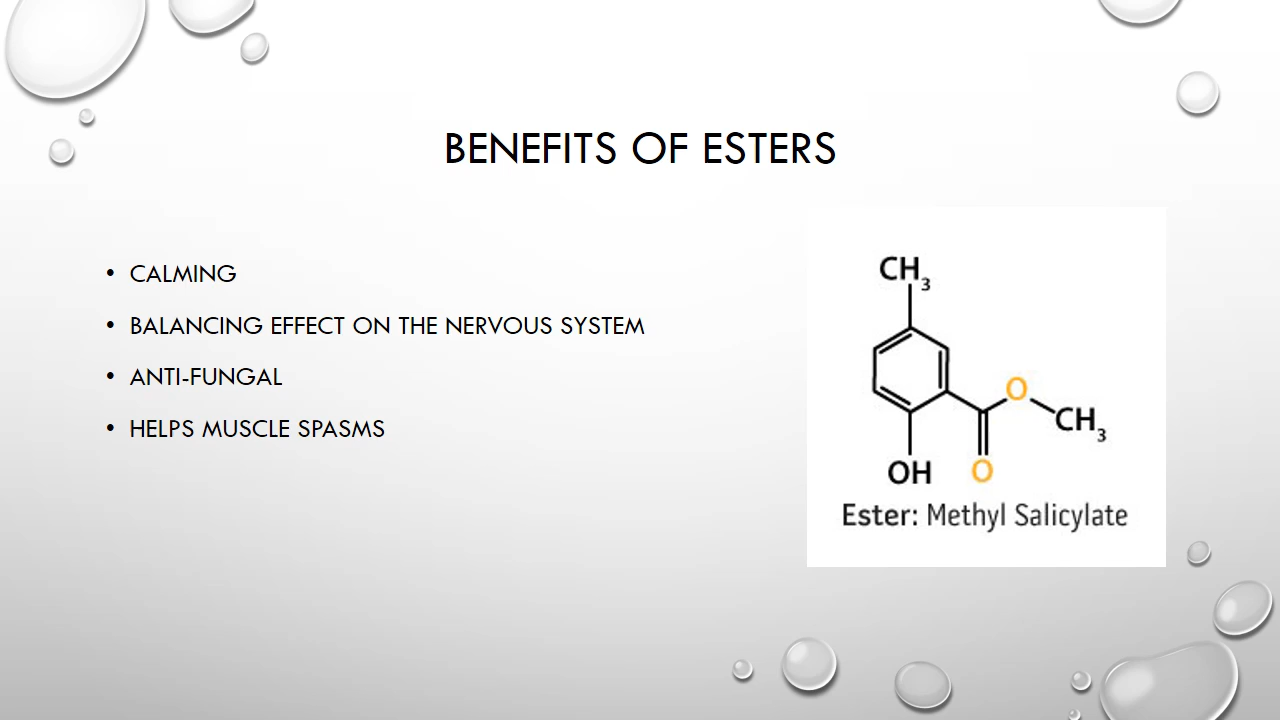 BENEFITS OF ESTERS
• CALMING
• BALANCING EFFECT ON THE NERVOUS SYSTEM
• ANTI-FUNGAL
• HELPS MUSCLE SPASMS
CH3
O
CH3
OH
O
Ester: Methyl Salicylate